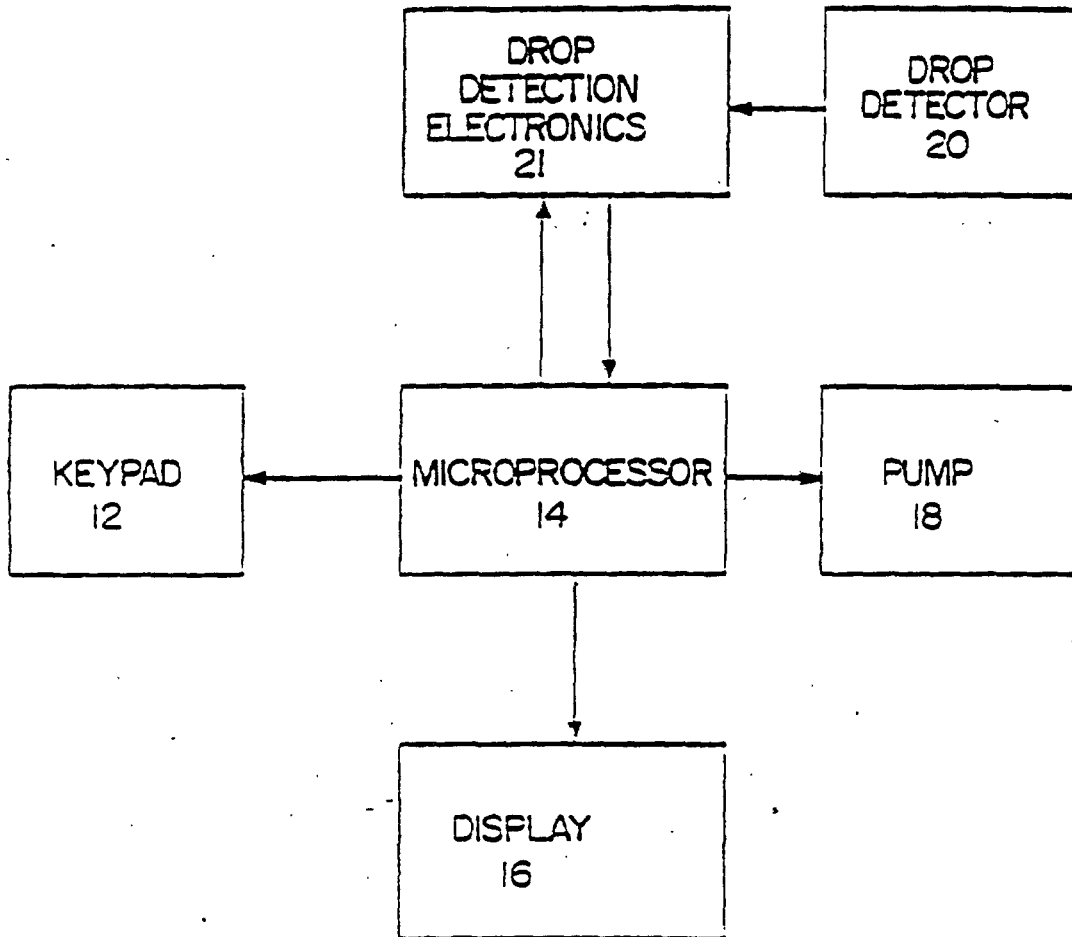 DROP
DETECTION
ELECTRONICS
21
DROP
DETECTOR
20
KEYPAD
12
MICROPROCESSOR
14
PUMP
18
DISPLAY
16